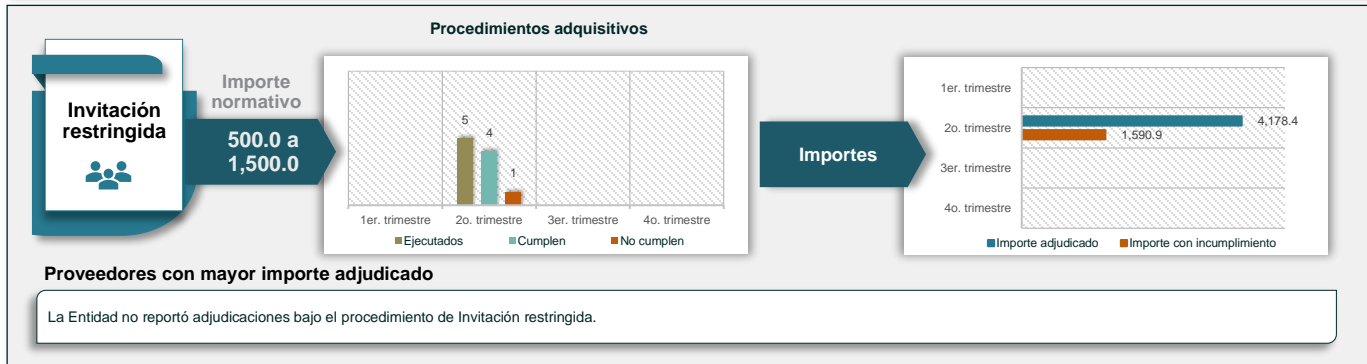 Procedimientos adquisitivos
Invitación
restringida
Importe
normativo
500.0 a
1,500.0
5
4
1
1er. trimestre
2o. trimestre
3er. trimestre
4o. trimestre
Ejecutados
Cumplen
No cumplen
Importes
1er. trimestre
2o. trimestre
3er. trimestre
4o. trimestre
4,178.4
1,590.9
Importe adjudicado
Importe con incumplimiento
Proveedores con mayor importe adjudicado
La Entidad no reportó adjudicaciones bajo el procedimiento de Invitación restringida.